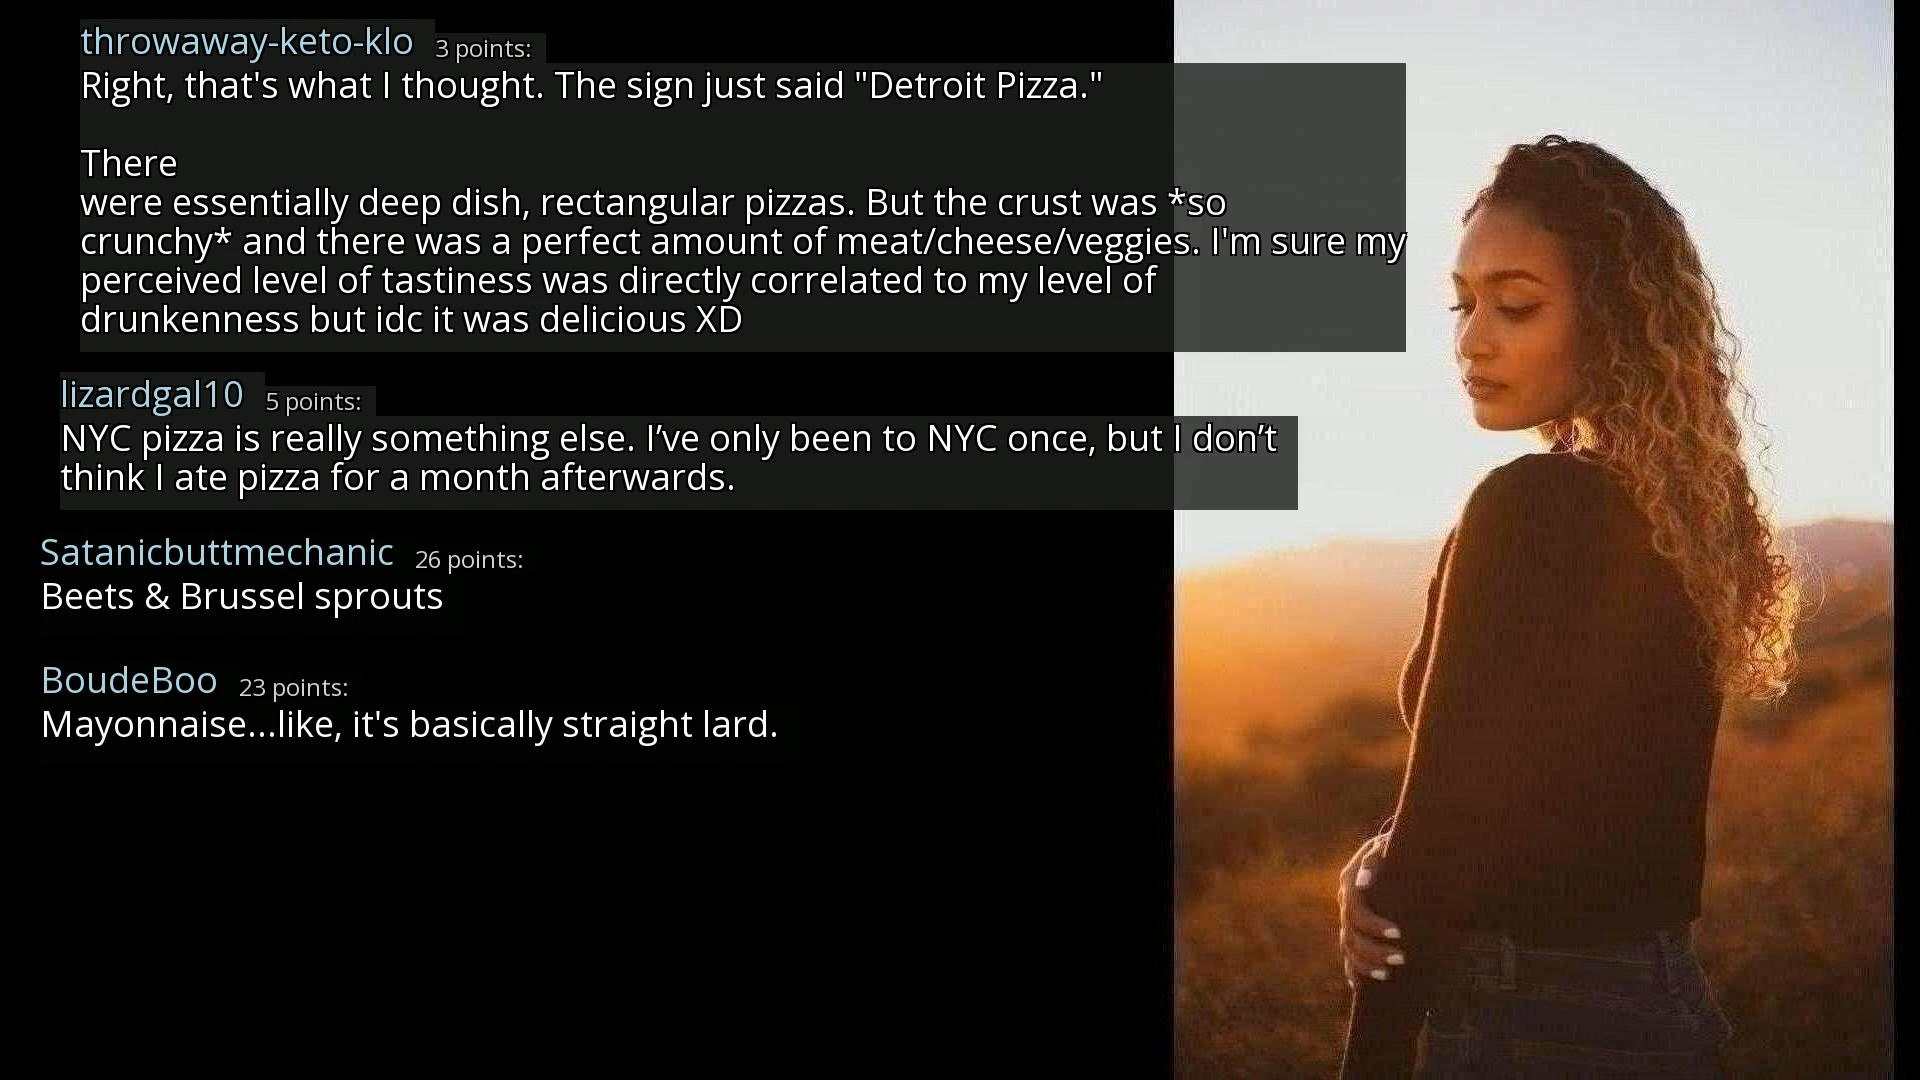 throwaway-keto-klo 3 points:
Right, that's what I thought. The sign just said "Detroit Pizza."
There
were essentially deep dish, rectangular pizzas. But the crust was *so
crunchy* and there was a perfect amount of meat/cheese/veggies. I'm sure my
perceived level of tastiness was directly correlated to my level of
drunkenness but idc it was delicious XD
lizardgal10 5 points:
NYC pizza is really something else. I’ve only been to NYC once, but I don’t
think I ate pizza for a month afterwards.
Satanicbuttmechanic 26 points:
Beets & Brussel sprouts
BoudeBoo 23 points:
Mayonnaise...like, it's basically straight lard.